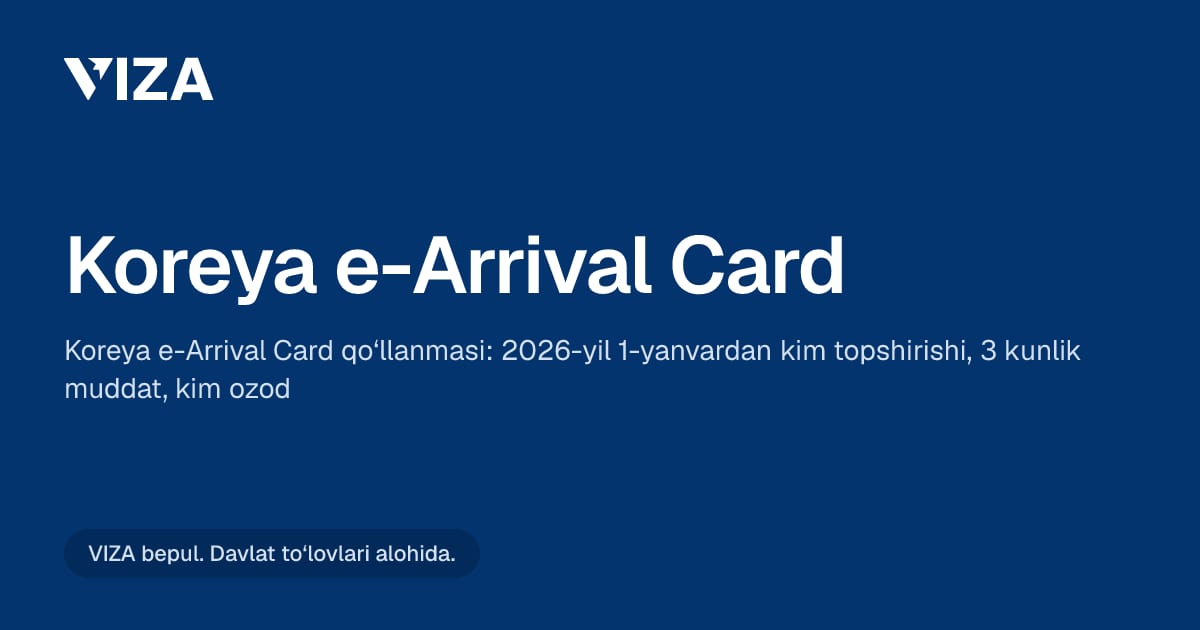 VIZA
Koreya e-Arrival Card
Koreya e-Arrival Card qoʻllanmasi: 2026-yil 1-yanvardan kim topshirishi, 3 kunlik
muddat, kim ozod
VIZA bepul. Davlat toʻlovlari alohida.